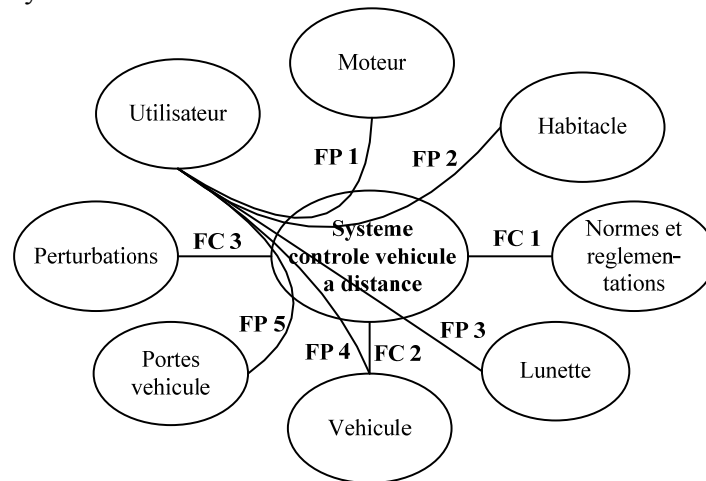 Moteur
Utilisateur
Habitacle
FP 1
FP 2
Systeme
controle vehicule
a distance
Perturbations
FC 3
FC 1
Normes et
reglemen-
tations
FP 5
FP 4
FC 2
FP 3
Portes
vehicule
Vehicule
Lunette